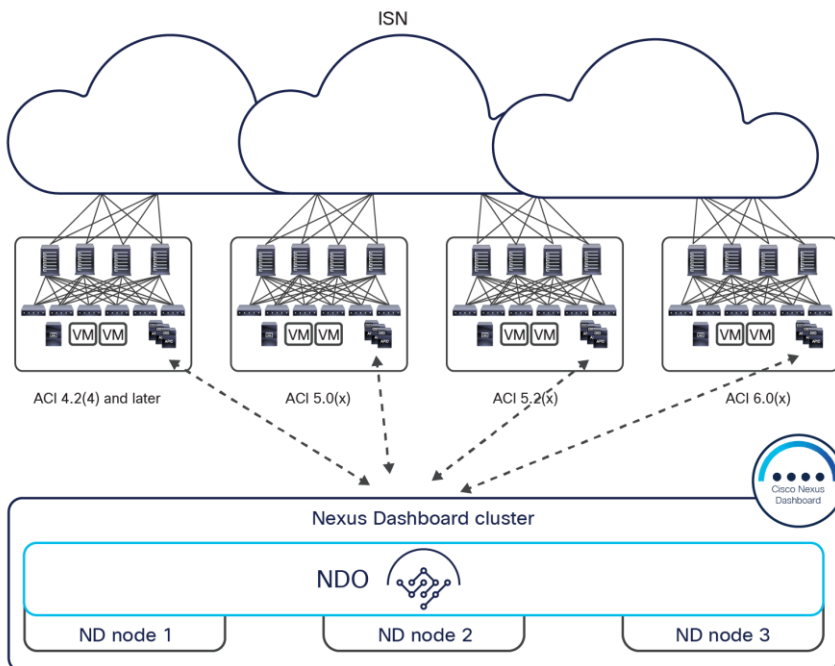 ISN
VM VM
VM VM
VM VM
VM VM
ACI 4.2(4) and later
ACI 5.0(x)
ACI 5.2(x)
ACI 6.0(x)
Cisco Nexus
Dashboard
Nexus Dashboard cluster
NDO
ND node 1
ND node 2
ND node 3